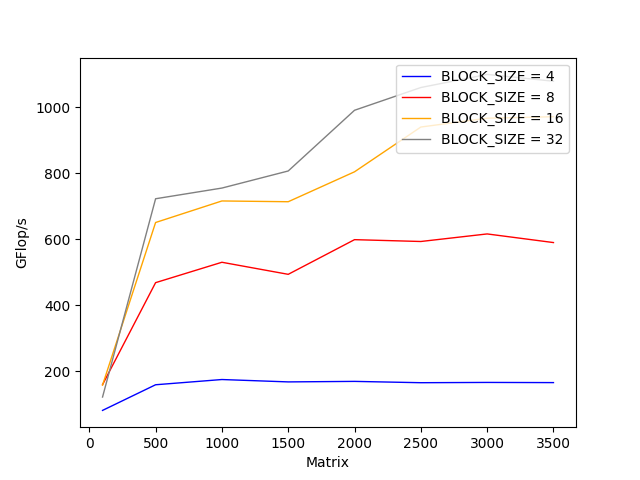 BLOCK_SIZE = 4
BLOCK_SIZE = 8
BLOCK_SIZE = 16
BLOCK_SIZE = 32
1000
800
600
400
200
GFlop/s
0 500 1000 1500 2000 2500 3000 3500
Matrix